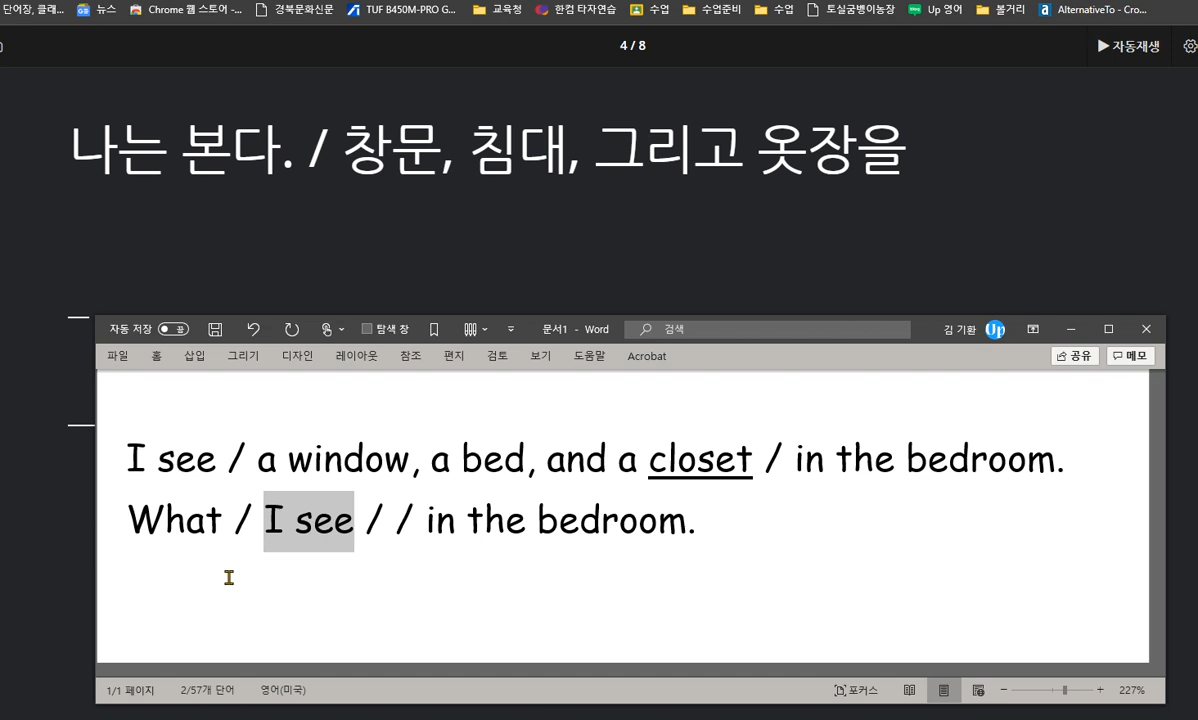 단어장, 클래... 뉴스 Chrome 웹 스토어 -... 경북문화신문 TUF B450M-PRO G... 교육청 한컴 타자연습 수업 수업준비 수업 토실굼벵이농장 Up 영어 볼거리 AlternativeTo - Cro...
4 / 8 ▶ 자동재생
나는 본다. / 창문, 침대, 그리고 옷장을
자동 저장 끔 탐색 창 문서1 - Word 검색 김 기환 Up
파일 홈 삽입 그리기 디자인 레이아웃 참조 편지 검토 보기 도움말 Acrobat 공유 메모
I see / a window, a bed, and a closet / in the bedroom.
What / I see / / in the bedroom.
1/1 페이지 2/57개 단어 영어(미국) 포커스 227%